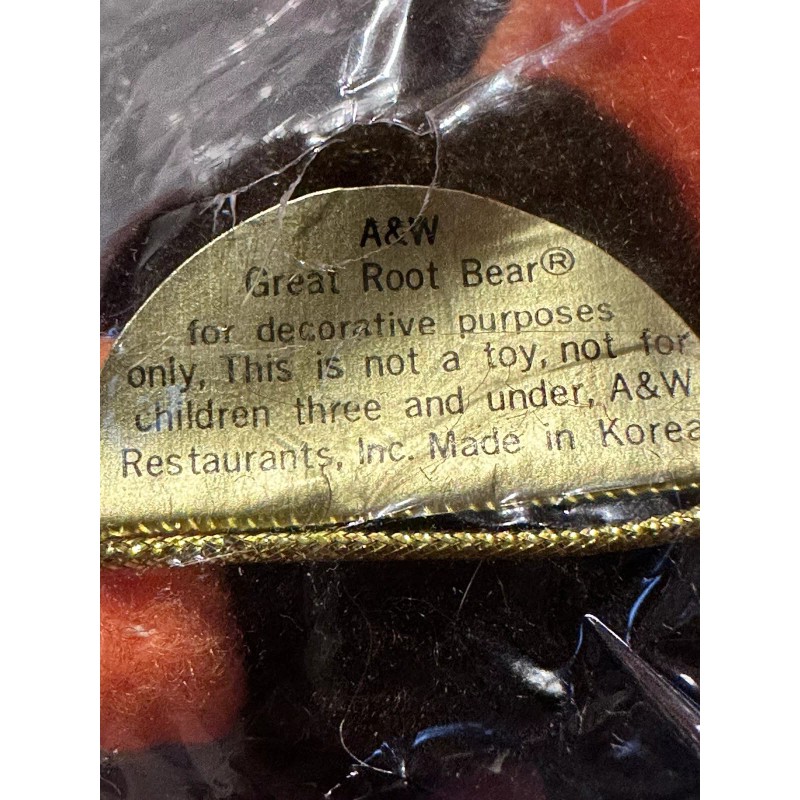 A&W
Great Root Bear®
for decorative purposes
only, This is not a toy, not for
children three and under, A&W
Restaurants, Inc. Made in Korea